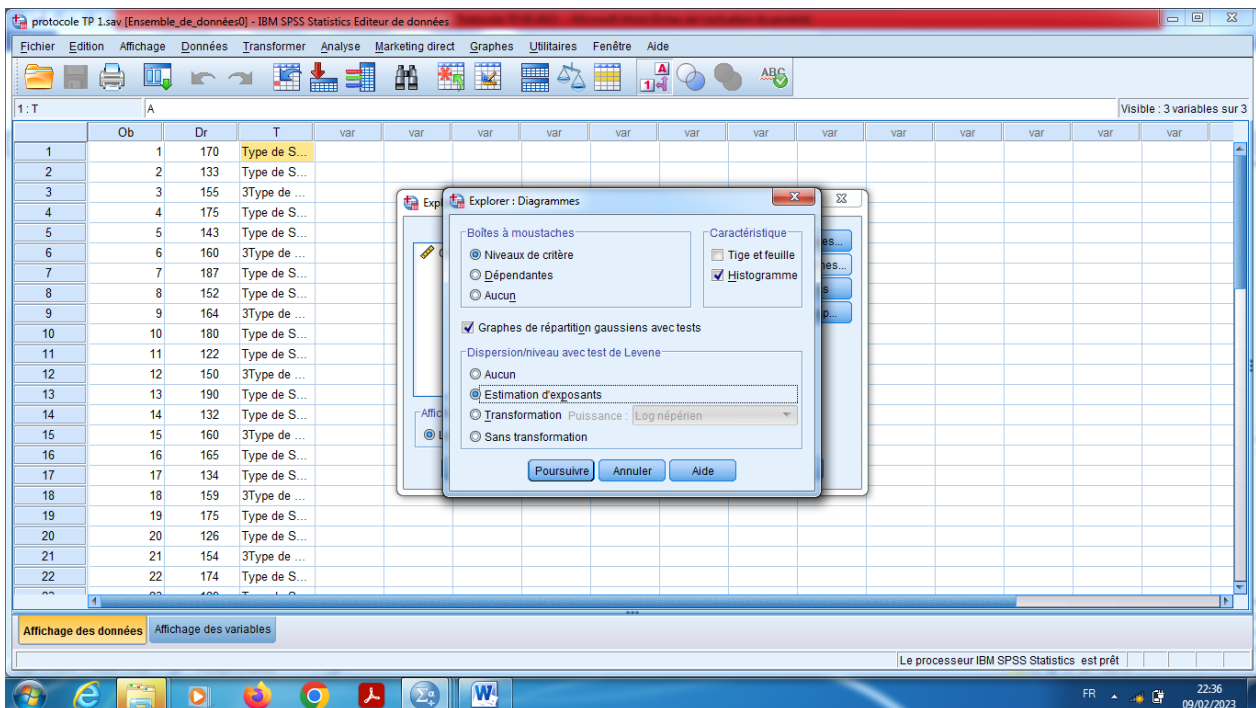 protocole TP 1.sav [Ensemble_de_données0] - IBM SPSS Statistics Editeur de données
Fichier Edition Affichage Données Transformer Analyse Marketing direct Graphes Utilitaires Fenêtre Aide
1 : T A Visible : 3 variables sur 3
Ob Dr T var var var var var var var var var var var var var
1 1 170 Type de S...
2 2 133 Type de S...
3 3 155 3Type de ...
4 4 175 Type de S...
5 5 143 Type de S...
6 6 160 3Type de ...
7 7 187 Type de S...
8 8 152 Type de S...
9 9 164 3Type de ...
10 10 180 Type de S...
11 11 122 Type de S...
12 12 150 3Type de ...
13 13 190 Type de S...
14 14 132 Type de S...
15 15 160 3Type de ...
16 16 165 Type de S...
17 17 134 Type de S...
18 18 159 3Type de ...
19 19 175 Type de S...
20 20 126 Type de S...
21 21 154 3Type de ...
22 22 174 Type de S...
Expl
Explorer : Diagrammes
Boîtes à moustaches
Niveaux de critère
Dépendantes
Aucun
Caractéristique
Tige et feuille
Histogramme
Graphes de répartition gaussiens avec tests
Dispersion/niveau avec test de Levene
Aucun
Estimation d'exposants
Transformation Puissance : Log népérien
Sans transformation
Poursuivre Annuler Aide
Affic
es...
nes...
s
p...
Affichage des données Affichage des variables
Le processeur IBM SPSS Statistics est prêt
FR 22:36
09/02/2023